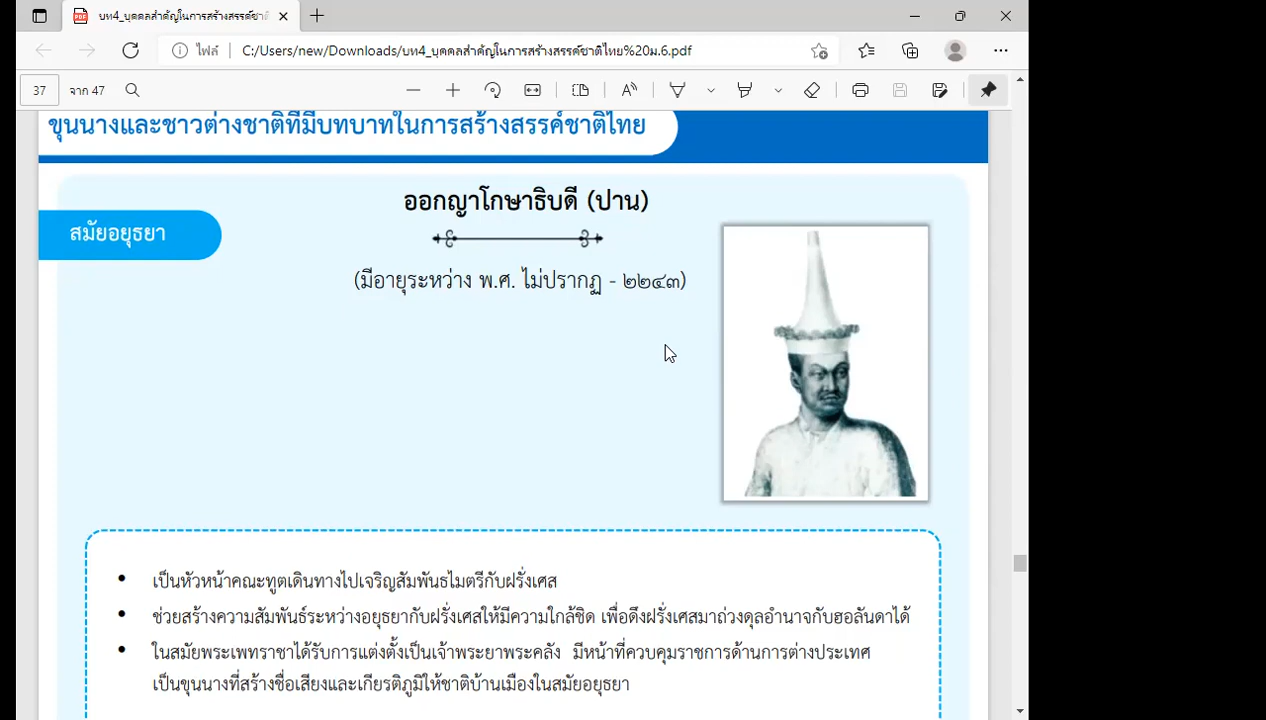 บท4_บุคคลสำคัญในการสร้างสรรค์ชาติ
ไฟล์ C:/Users/new/Downloads/บท4_บุคคลสำคัญในการสร้างสรรค์ชาติไทย%20ม.6.pdf
37 จาก 47
ขุนนางและชาวต่างชาติที่มีบทบาทในการสร้างสรรค์ชาติไทย
ออกญาโกษาธิบดี (ปาน)
สมัยอยุธยา
(มีอายุระหว่าง พ.ศ. ไม่ปรากฏ - ๒๒๔๓)
• เป็นหัวหน้าคณะทูตเดินทางไปเจริญสัมพันธไมตรีกับฝรั่งเศส
• ช่วยสร้างความสัมพันธ์ระหว่างอยุธยากับฝรั่งเศสให้มีความใกล้ชิด เพื่อดึงฝรั่งเศสมาถ่วงดุลอำนาจกับฮอลันดาได้
• ในสมัยพระเพทราชาได้รับการแต่งตั้งเป็นเจ้าพระยาพระคลัง มีหน้าที่ควบคุมราชการด้านการต่างประเทศ
เป็นขุนนางที่สร้างชื่อเสียงและเกียรติภูมิให้ชาติบ้านเมืองในสมัยอยุธยา